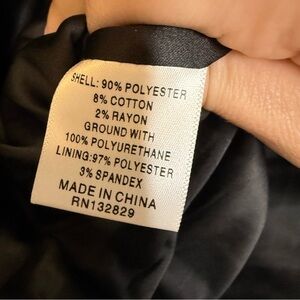 SHELL: 90% POLYESTER
8% COTTON
2% RAYON
GROUND WITH
100% POLYURETHANE
LINING:97% POLYESTER
3% SPANDEX
MADE IN CHINA
RN132829